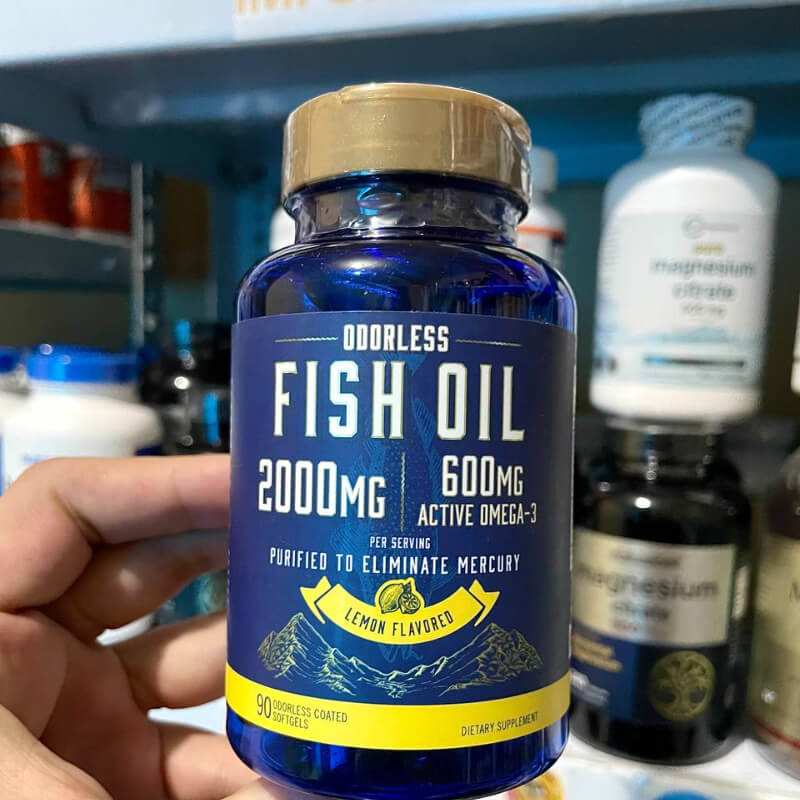 ODORLESS
FISH OIL
2000MG
600MG
ACTIVE OMEGA-3
PER SERVING
PURIFIED TO ELIMINATE MERCURY
LEMON FLAVORED
90 ODORLESS COATED
SOFTGELS
DIETARY SUPPLEMENT
magnesium
citrate
magnesium
citrate